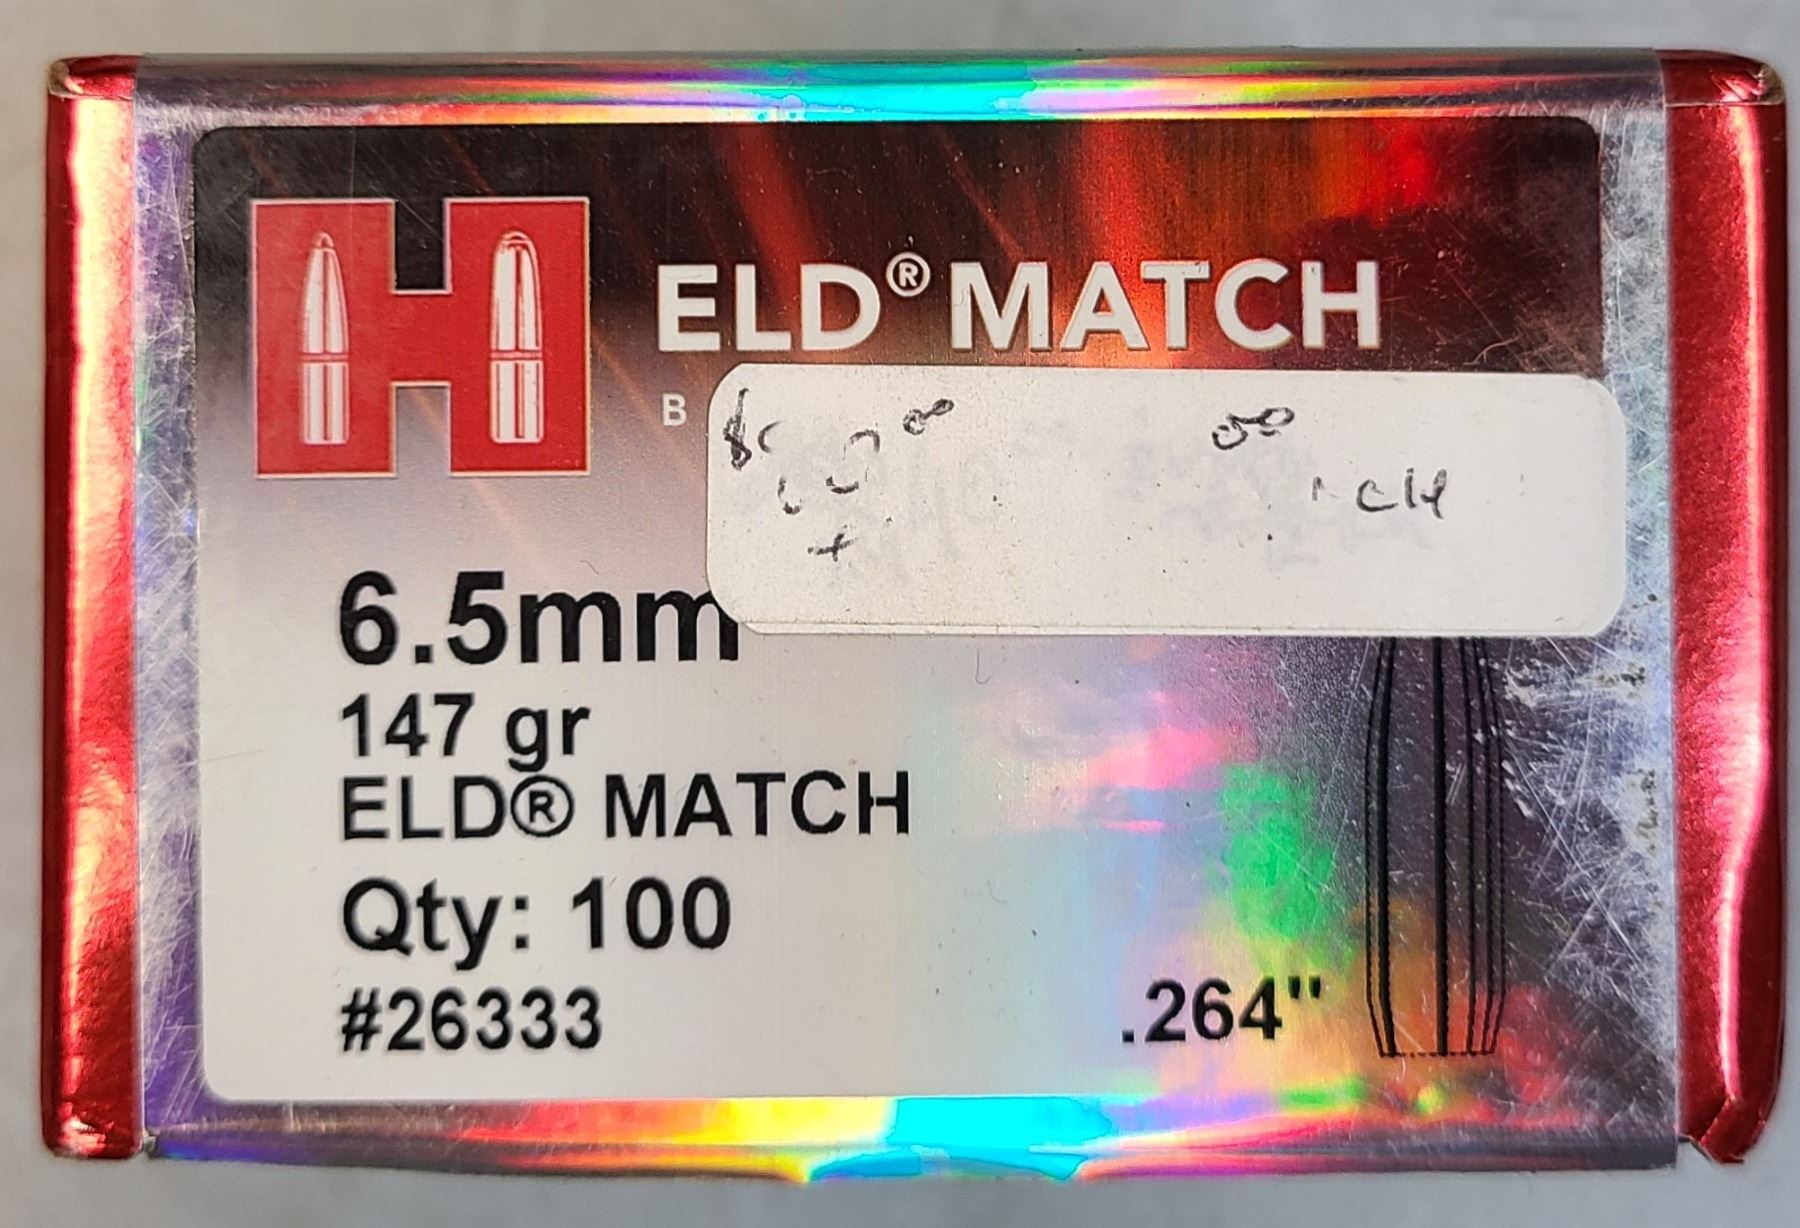 H
ELD® MATCH
B
6.5mm
147 gr
ELD® MATCH
Qty: 100
#26333
.264"